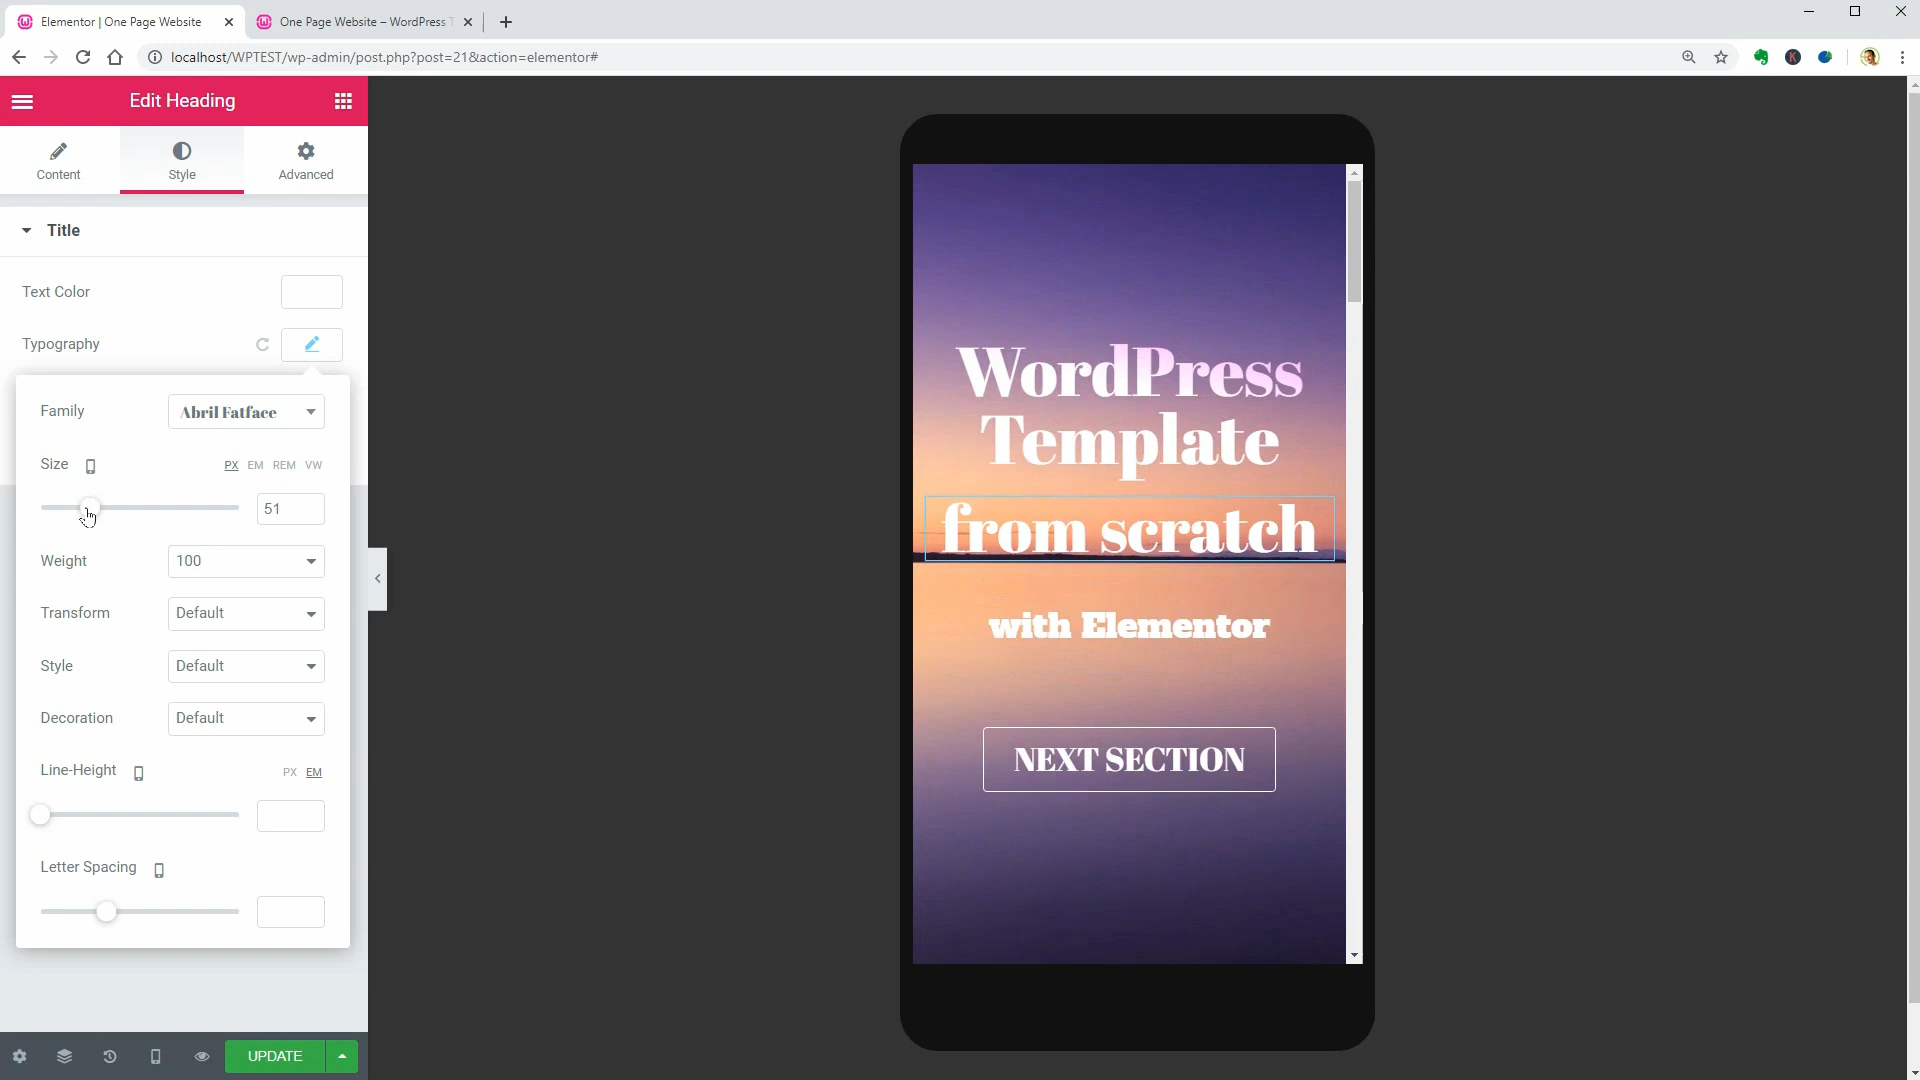 Elementor | One Page Website
One Page Website – WordPress T
localhost/WPTEST/wp-admin/post.php?post=21&action=elementor#
Edit Heading
Content
Style
Advanced
Title
Text Color
Typography
Family
Abril Fatface
Size
PX EM REM VW
51
Weight
100
Transform
Default
Style
Default
Decoration
Default
Line-Height
PX EM
Letter Spacing
UPDATE
WordPress
Template
from scratch
with Elementor
NEXT SECTION